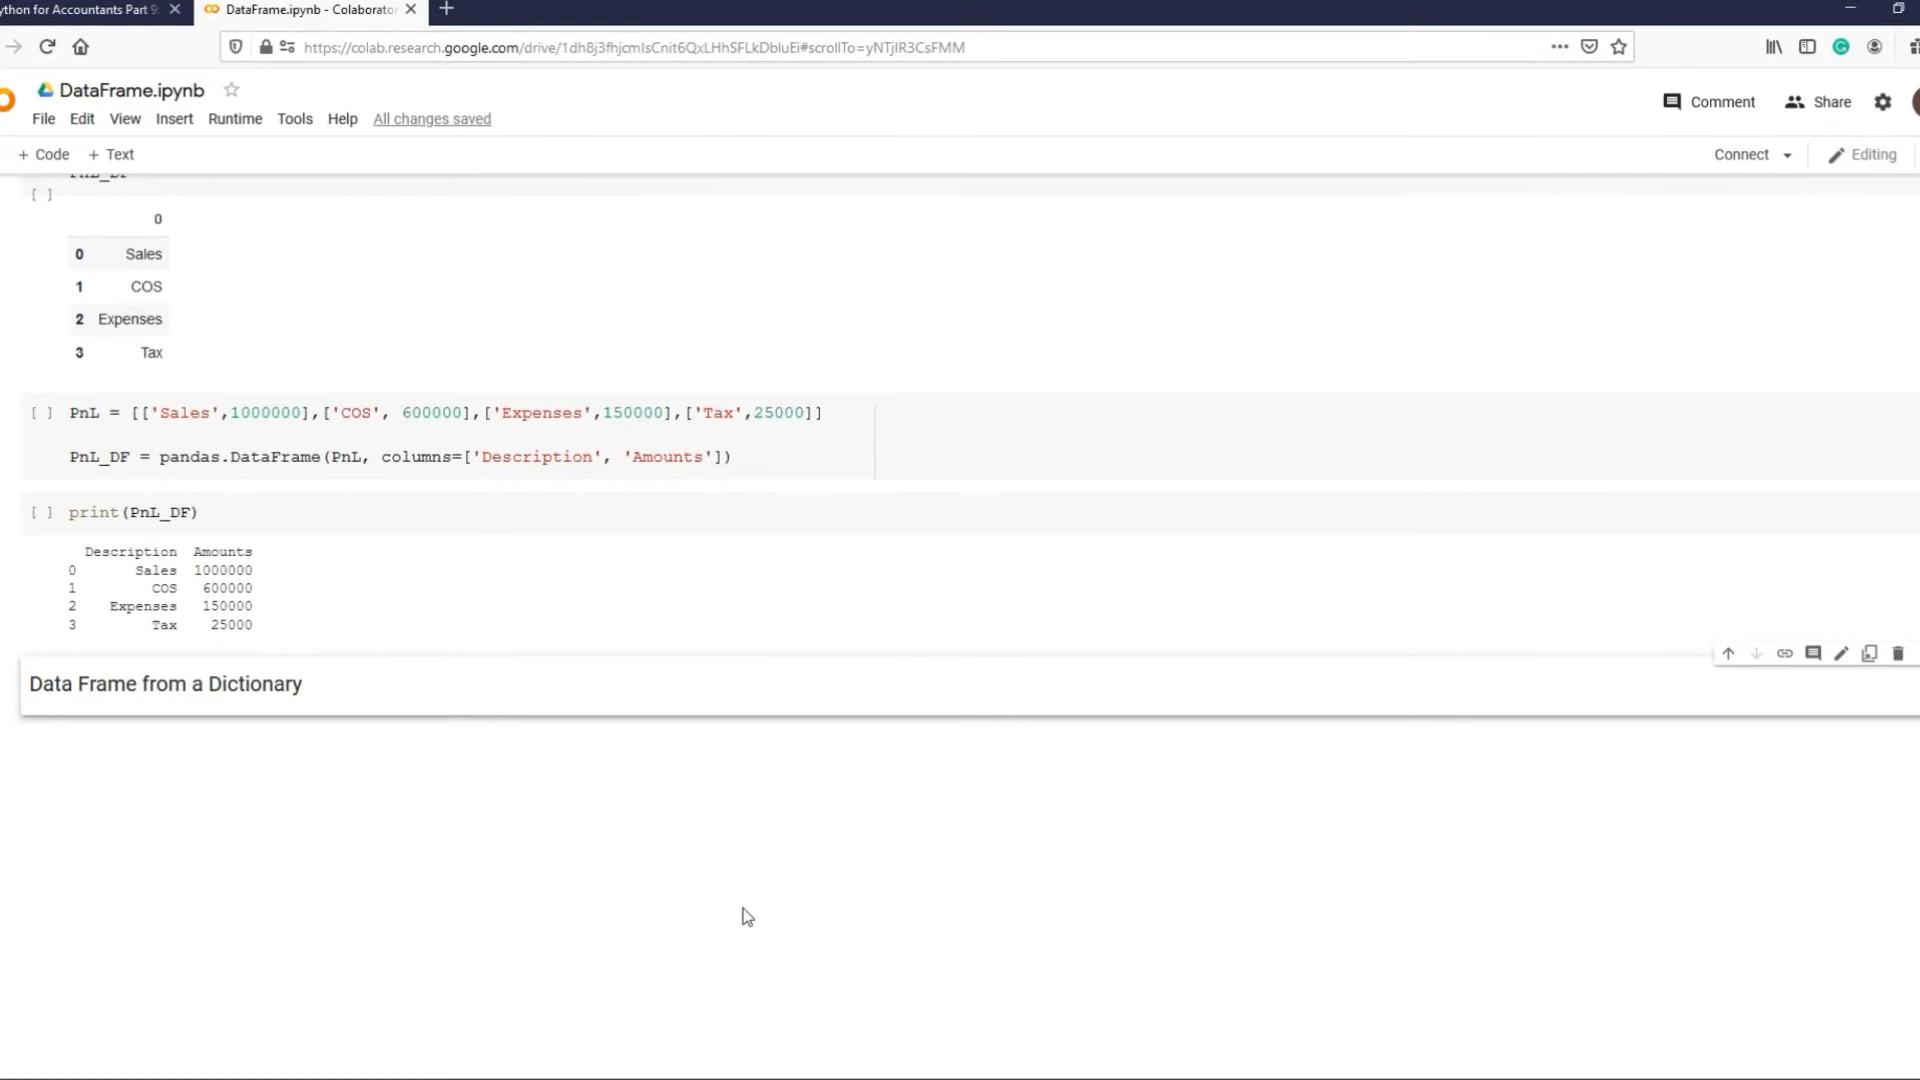 ython for Accountants Part 9:
DataFrame.ipynb - Colaborato
https://colab.research.google.com/drive/1dh8j3fhjcmIsCnit6QxLHhSFLkDbluEi#scrollTo=yNTjIR3CsFMM
DataFrame.ipynb
File Edit View Insert Runtime Tools Help All changes saved
Comment Share
+ Code + Text
Connect Editing
PnL_DF
[ ]
0
0 Sales
1 COS
2 Expenses
3 Tax
[ ] PnL = [['Sales',1000000],['COS', 600000],['Expenses',150000],['Tax',25000]]
PnL_DF = pandas.DataFrame(PnL, columns=['Description', 'Amounts'])
[ ] print(PnL_DF)
Description Amounts
0 Sales 1000000
1 COS 600000
2 Expenses 150000
3 Tax 25000
Data Frame from a Dictionary